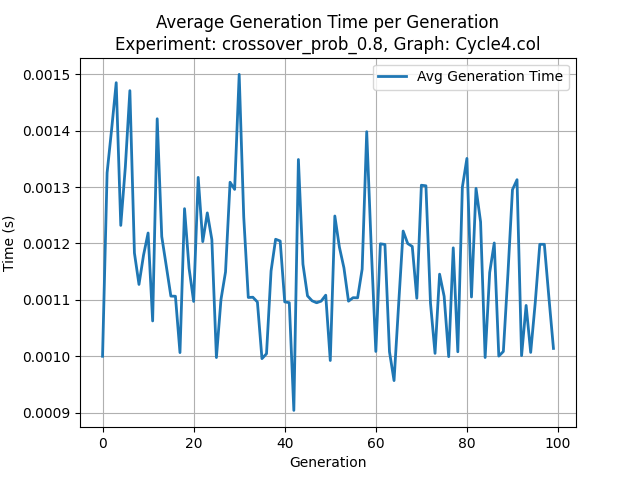 Average Generation Time per Generation
Experiment: crossover_prob_0.8, Graph: Cycle4.col
Avg Generation Time
Time (s)
0.0015
0.0014
0.0013
0.0012
0.0011
0.0010
0.0009
0 20 40 60 80 100
Generation